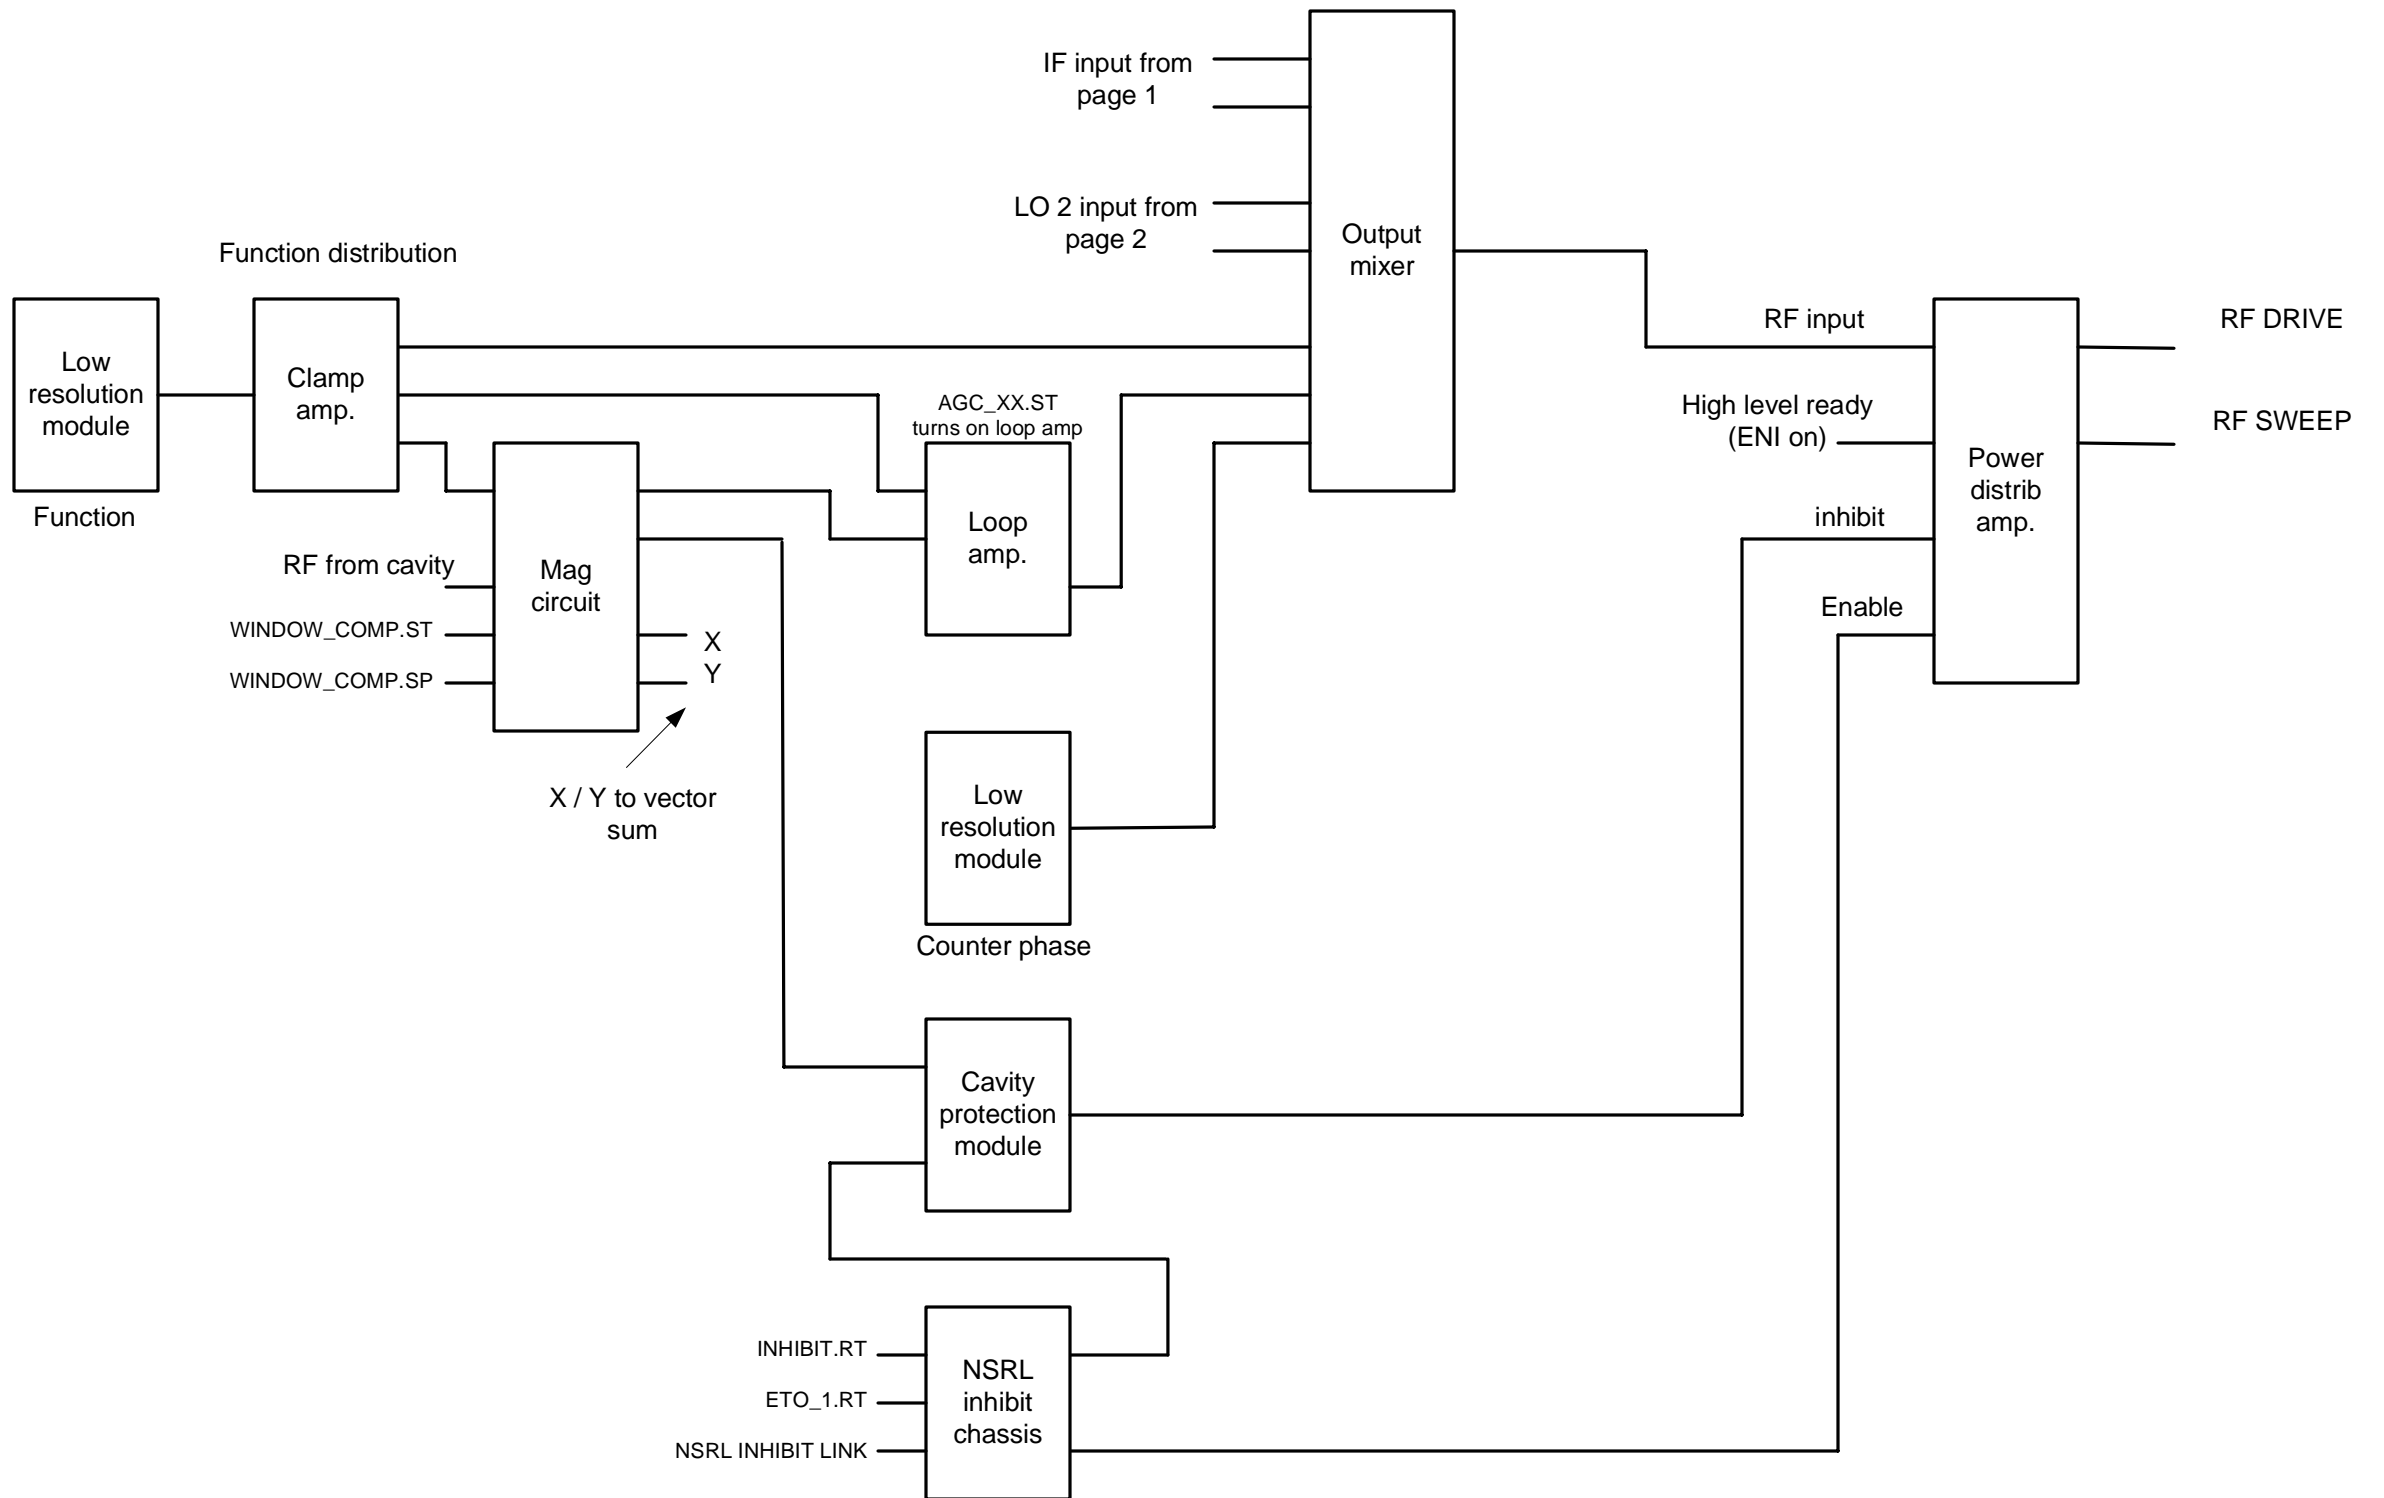 IF input from
page 1
LO 2 input from
page 2
Output
mixer
Function distribution
Low
resolution
module
Function
Clamp
amp.
RF input
RF DRIVE
High level ready
(ENI on)
RF SWEEP
Power
distrib
amp.
inhibit
Enable
AGC_XX.ST
turns on loop amp
Loop
amp.
RF from cavity
WINDOW_COMP.ST
WINDOW_COMP.SP
Mag
circuit
X
Y
X / Y to vector
sum
Low
resolution
module
Counter phase
Cavity
protection
module
INHIBIT.RT
ETO_1.RT
NSRL INHIBIT LINK
NSRL
inhibit
chassis